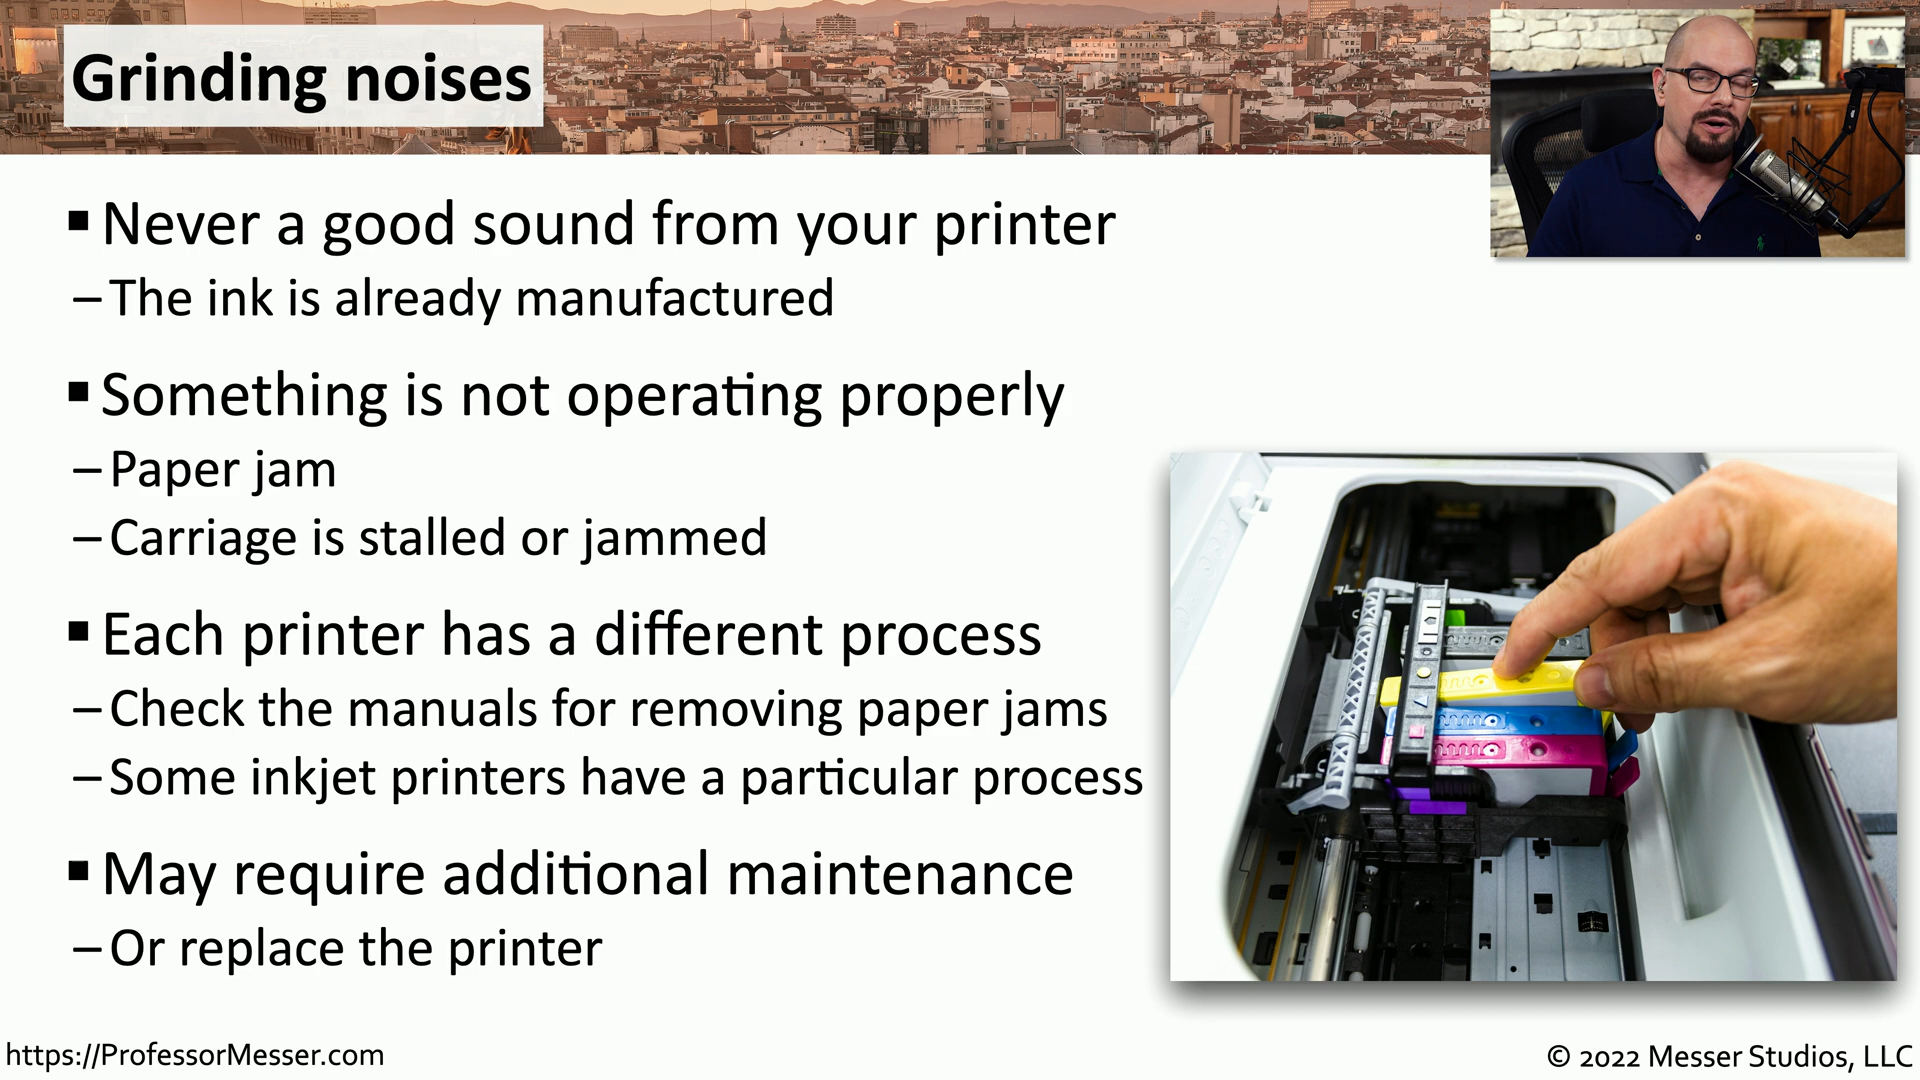 Grinding noises
▪ Never a good sound from your printer
– The ink is already manufactured
▪ Something is not operating properly
– Paper jam
– Carriage is stalled or jammed
▪ Each printer has a different process
– Check the manuals for removing paper jams
– Some inkjet printers have a particular process
▪ May require additional maintenance
– Or replace the printer
https://ProfessorMesser.com
© 2022 Messer Studios, LLC